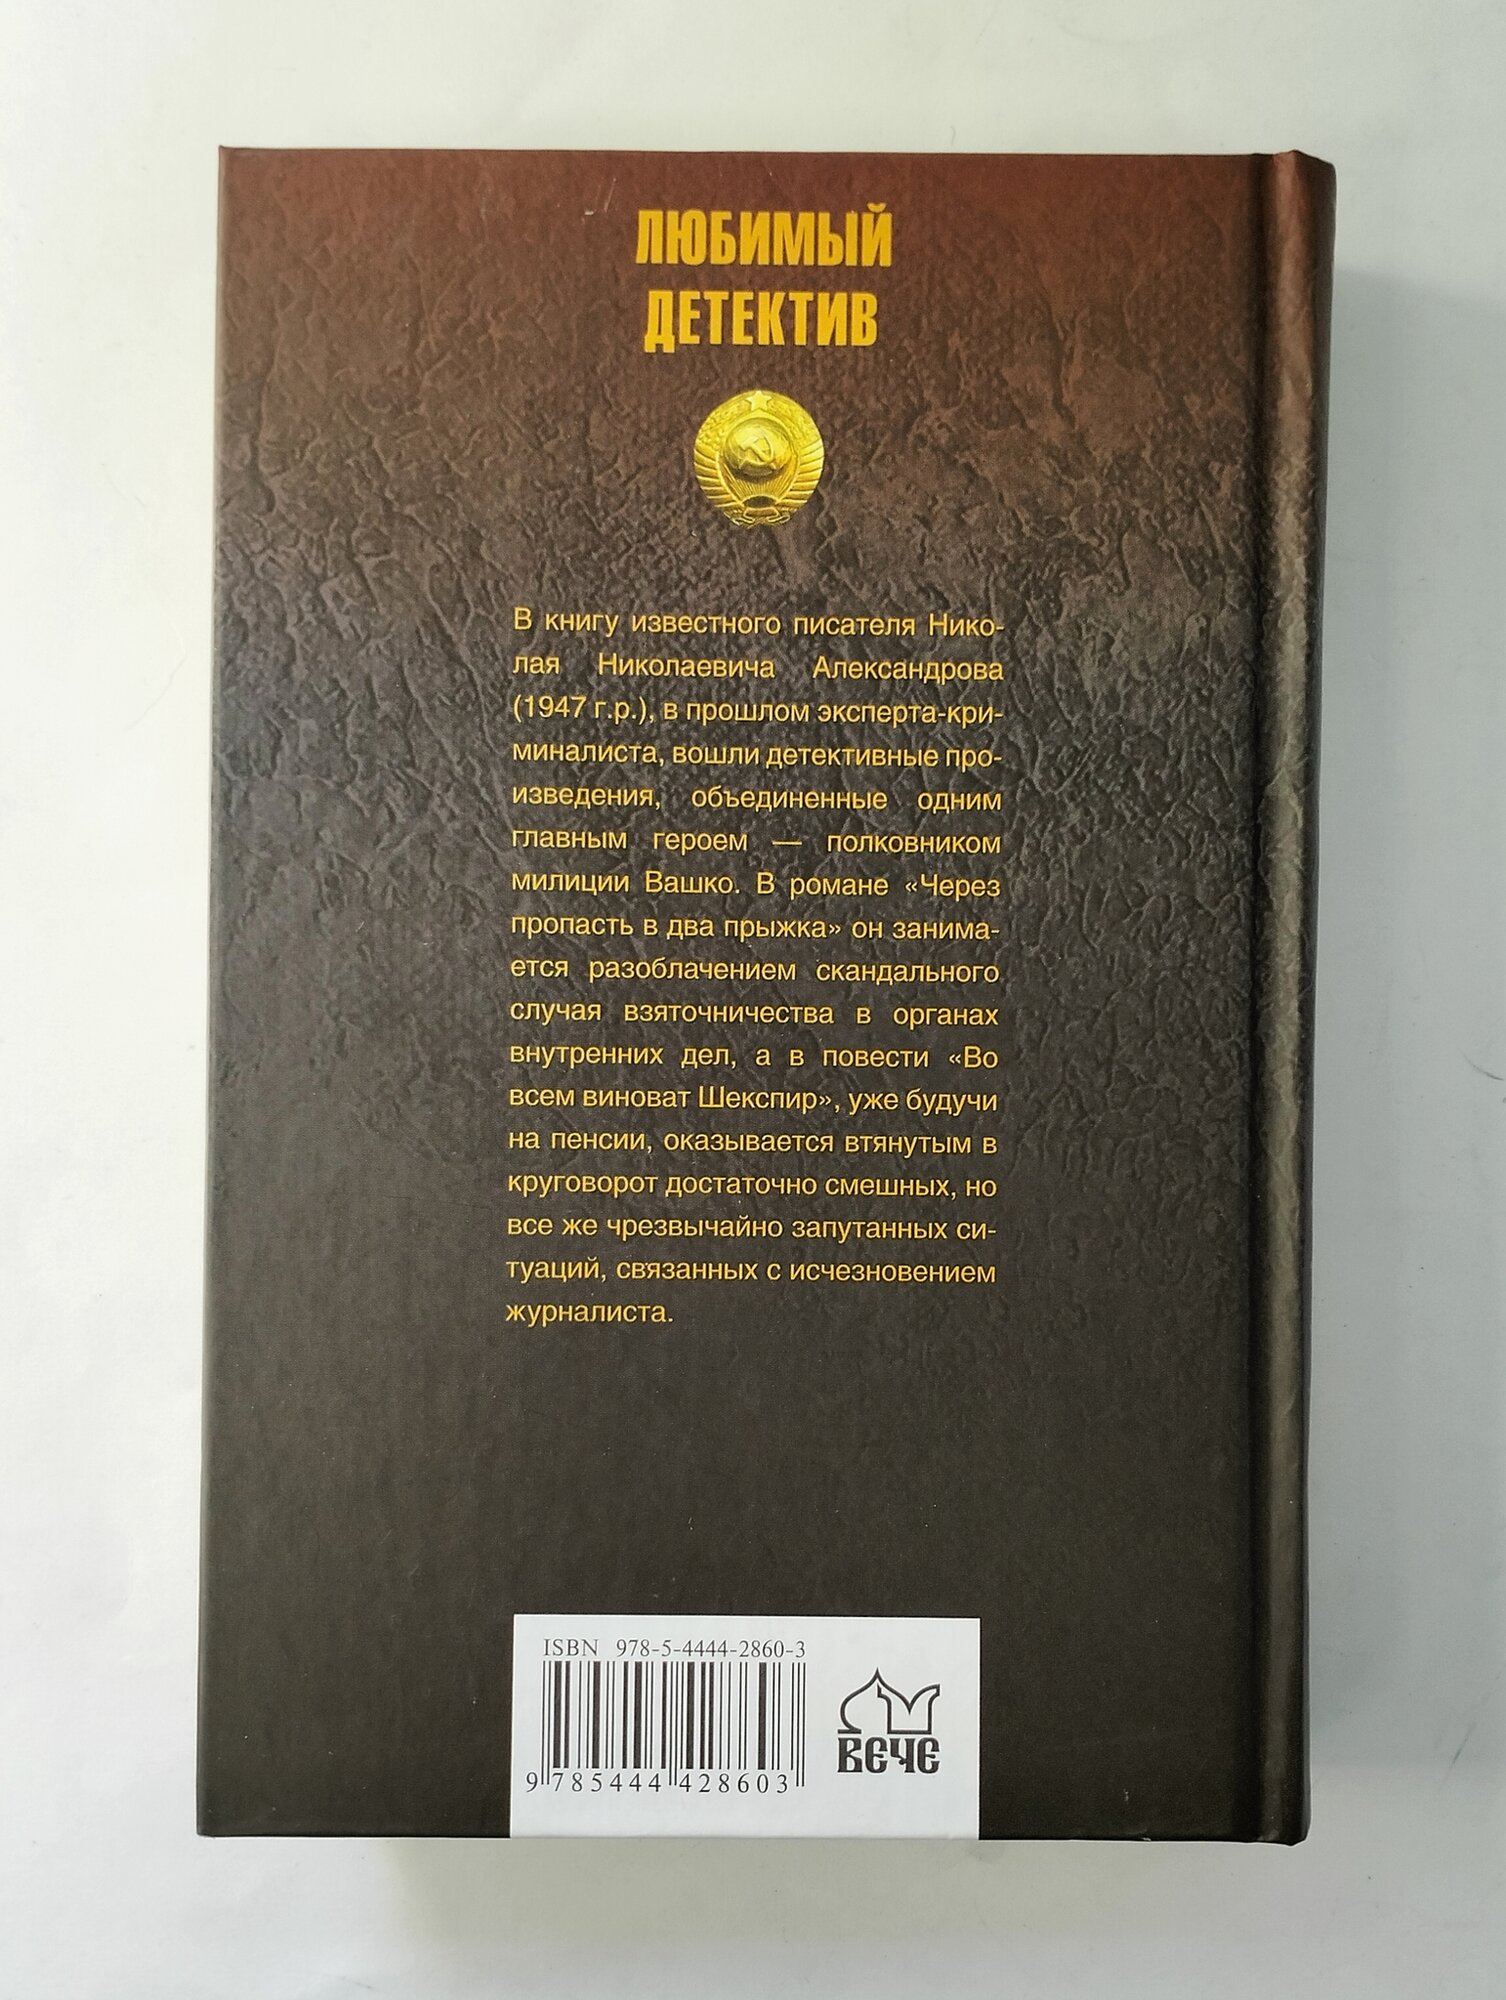 ЛЮБИМЫЙ
ДЕТЕКТИВ
В книгу известного писателя Нико-
лая Николаевича Александрова
(1947 г.р.), в прошлом эксперта-кри-
миналиста, вошли детективные про-
изведения, объединенные одним
главным героем — полковником
милиции Вашко. В романе «Через
пропасть в два прыжка» он занима-
ется разоблачением скандального
случая взяточничества в органах
внутренних дел, а в повести «Во
всем виноват Шекспир», уже будучи
на пенсии, оказывается втянутым в
круговорот достаточно смешных, но
все же чрезвычайно запутанных си-
туаций, связанных с исчезновением
журналиста.
ISBN 978-5-4444-2860-3
9 785444 428603
ВЕЧЕ